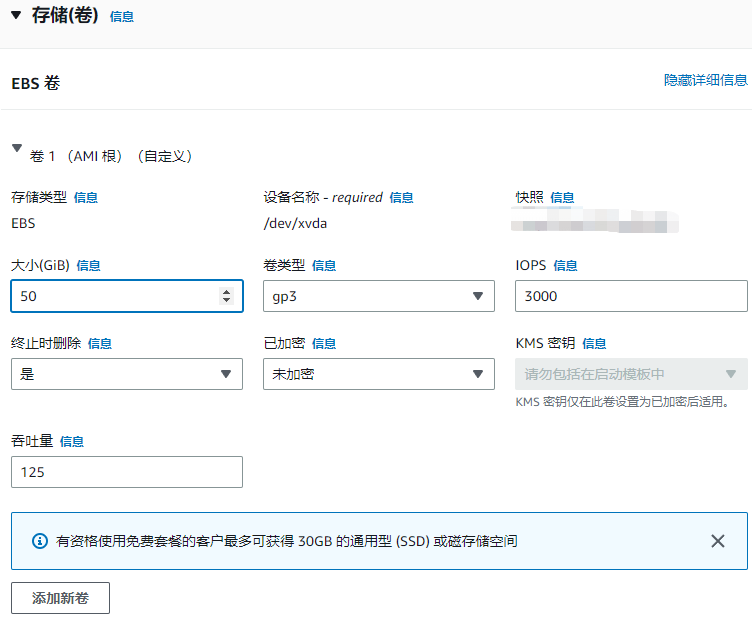 存储(卷) 信息
EBS 卷 隐藏详细信息
卷 1 （AMI 根）（自定义）
存储类型 信息 设备名称 - required 信息 快照 信息
EBS /dev/xvda
大小(GiB) 信息 卷类型 信息 IOPS 信息
50 gp3 3000
终止时删除 信息 已加密 信息 KMS 密钥 信息
是 未加密 请勿包括在启动模板中
KMS 密钥仅在此卷设置为已加密后适用。
吞吐量 信息
125
有资格使用免费套餐的客户最多可获得 30GB 的通用型 (SSD) 或磁存储空间
添加新卷